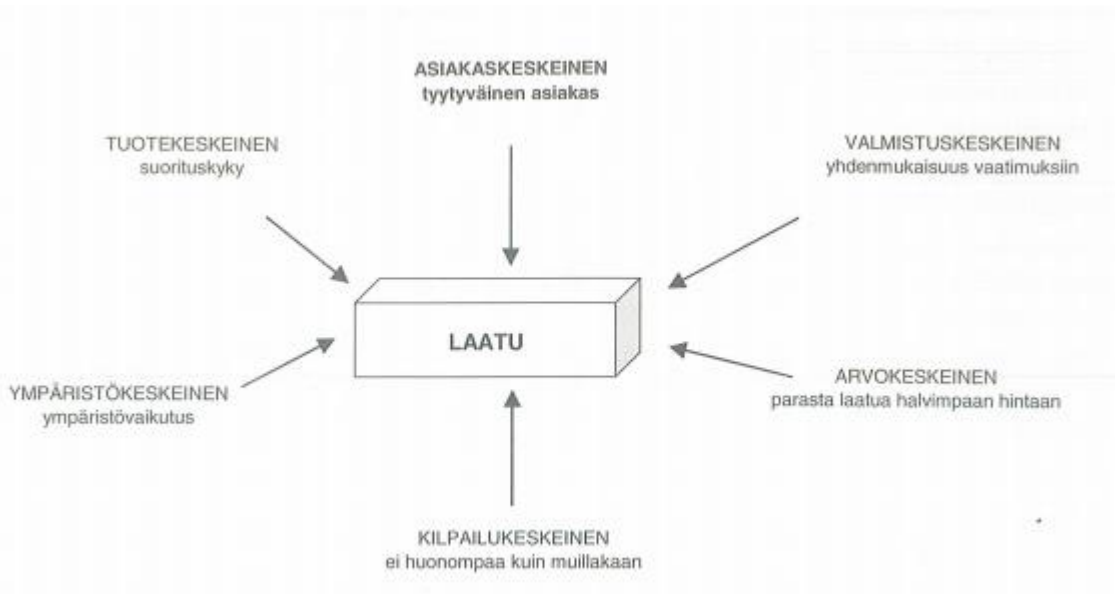 ASIAKASKESKEINEN
tyytyväinen asiakas
TUOTEKESKEINEN
suorituskyky
VALMISTUSKESKEINEN
yhdenmukaisuus vaatimuksiin
LAATU
YMPÄRISTÖKESKEINEN
ympäristövaikutus
ARVOKESKEINEN
parasta laatua halvimpaan hintaan
KILPAILUKESKEINEN
ei huonompaa kuin muillakaan